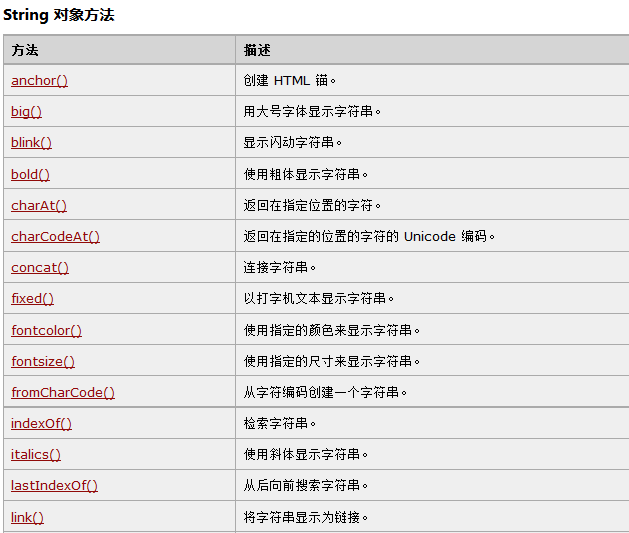 String 对象方法
方法 描述
anchor() 创建 HTML 锚。
big() 用大号字体显示字符串。
blink() 显示闪动字符串。
bold() 使用粗体显示字符串。
charAt() 返回在指定位置的字符。
charCodeAt() 返回在指定的位置的字符的 Unicode 编码。
concat() 连接字符串。
fixed() 以打字机文本显示字符串。
fontcolor() 使用指定的颜色来显示字符串。
fontsize() 使用指定的尺寸来显示字符串。
fromCharCode() 从字符编码创建一个字符串。
indexOf() 检索字符串。
italics() 使用斜体显示字符串。
lastIndexOf() 从后向前搜索字符串。
link() 将字符串显示为链接。